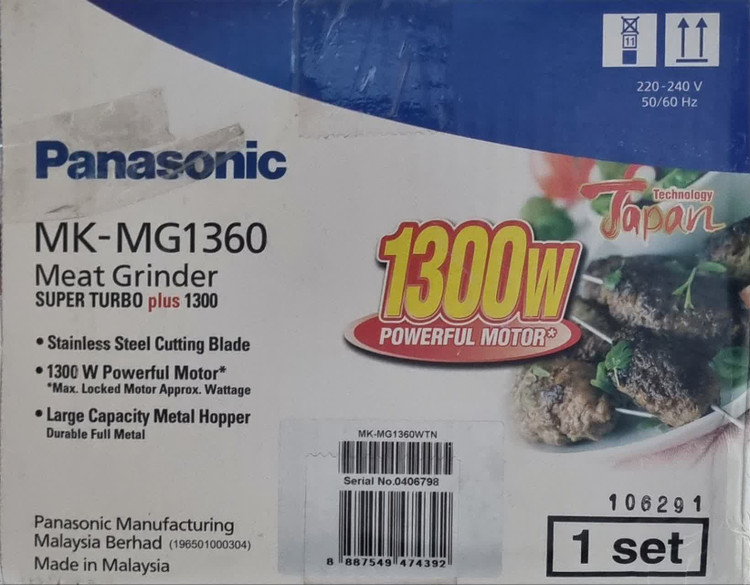 11
220-240 V
50/60 Hz
Panasonic
Technology
Japan
MK-MG1360
Meat Grinder
SUPER TURBO plus 1300
1300W
POWERFUL MOTOR*
• Stainless Steel Cutting Blade
• 1300 W Powerful Motor*
*Max. Locked Motor Approx. Wattage
• Large Capacity Metal Hopper
Durable Full Metal
MK-MG1360WTN
Serial No.0406798
8 887549 474392
106291
1 set
Panasonic Manufacturing
Malaysia Berhad (196501000304)
Made in Malaysia